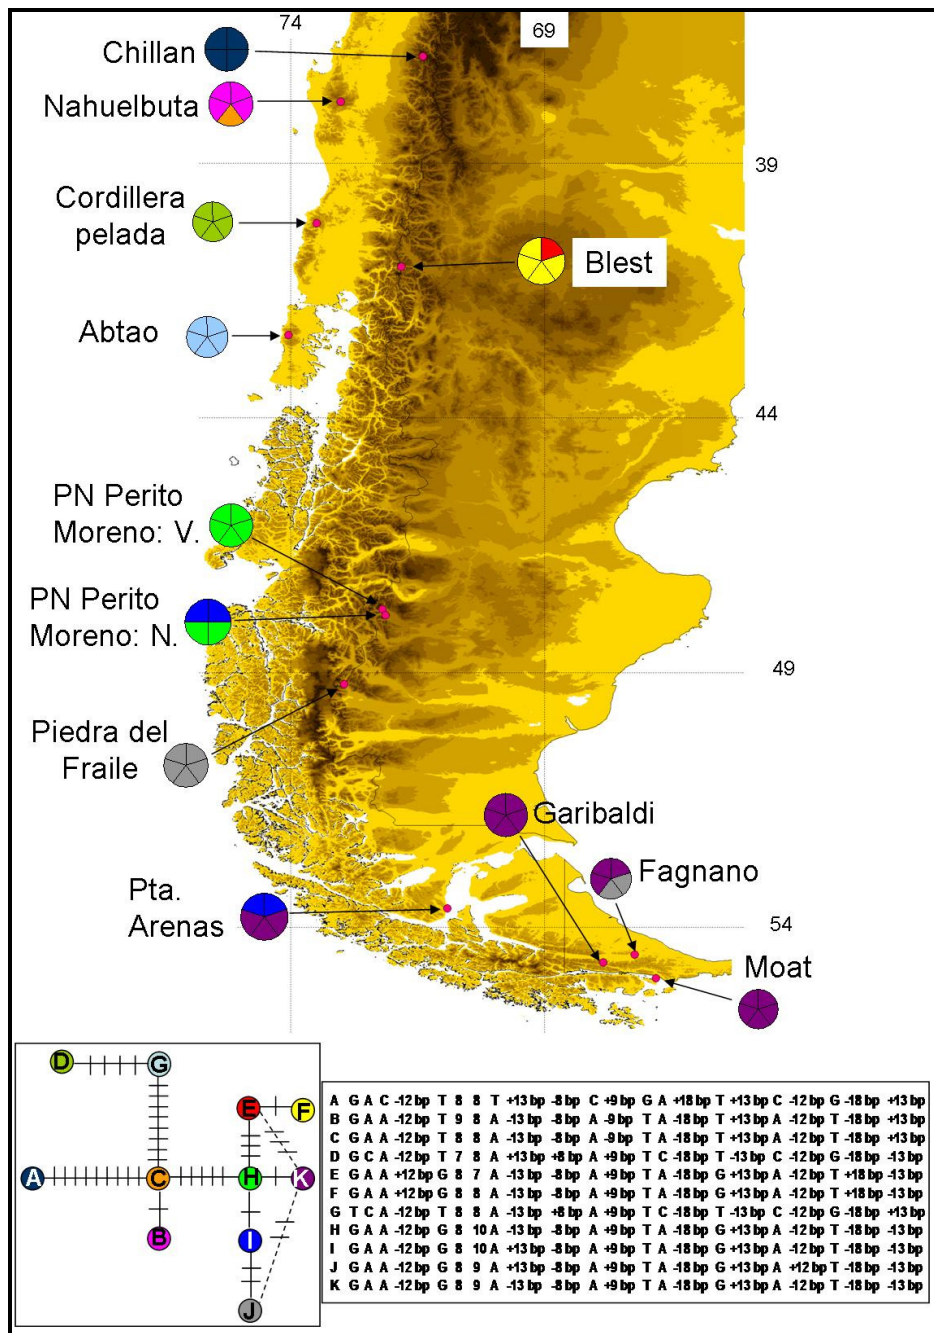 74
69
Chillan
Nahuelbuta
39
Cordillera
pelada
Blest
Abtao
44
PN Perito
Moreno: V.
PN Perito
Moreno: N.
49
Piedra del
Fraile
Garibaldi
Fagnano
Pta.
Arenas
54
Moat
D
G
E
F
A
C
H
K
B
I
J
A G A C -12 bp T 8 8 T +13 bp -8 bp C +9 bp G A +18 bp T +13 bp C -12 bp G -18 bp +13 bp
B G A A -12 bp T 9 8 A -13 bp -8 bp A -9 bp T A -18 bp T +13 bp A -12 bp T -18 bp +13 bp
C G A A -12 bp T 8 8 A -13 bp -8 bp A -9 bp T A -18 bp T +13 bp A -12 bp T -18 bp +13 bp
D G C A -12 bp T 7 8 A +13 bp +8 bp A +9 bp T C -18 bp T -13 bp C -12 bp G -18 bp -13 bp
E G A A +12 bp G 8 7 A -13 bp -8 bp A +9 bp T A -18 bp G +13 bp A -12 bp T +18 bp -13 bp
F G A A +12 bp G 8 8 A -13 bp -8 bp A +9 bp T A -18 bp G +13 bp A -12 bp T +18 bp -13 bp
G T C A -12 bp T 8 8 A -13 bp +8 bp A +9 bp T C -18 bp T -13 bp C -12 bp G -18 bp +13 bp
H G A A -12 bp G 8 10 A -13 bp -8 bp A +9 bp T A -18 bp G +13 bp A -12 bp T -18 bp -13 bp
I G A A -12 bp G 8 10 A +13 bp -8 bp A +9 bp T A -18 bp G +13 bp A -12 bp T -18 bp -13 bp
J G A A -12 bp G 8 9 A +13 bp -8 bp A +9 bp T A -18 bp G +13 bp A +12 bp T -18 bp -13 bp
K G A A -12 bp G 8 9 A -13 bp -8 bp A +9 bp T A -18 bp G +13 bp A -12 bp T -18 bp -13 bp